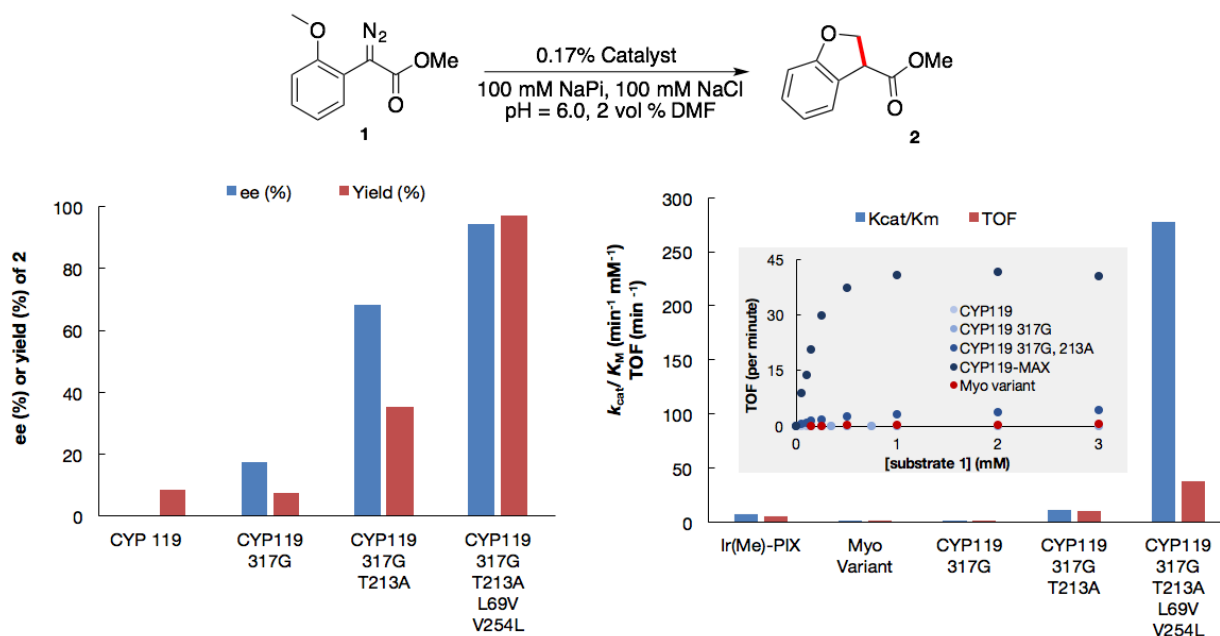 O
N2
OMe
O
1
0.17% Catalyst
100 mM NaPi, 100 mM NaCl
pH = 6.0, 2 vol % DMF
O
OMe
O
2
ee (%)
Yield (%)
ee (%) or yield (%) of 2
100
80
60
40
20
0
CYP 119
CYP119
317G
CYP119
317G
T213A
CYP119
317G
T213A
L69V
V254L
Kcat/Km
TOF
kcat/ KM (min-1 mM-1)
TOF (min -1)
300
250
200
150
100
50
0
TOF (per minute)
45
30
15
0
0
1
2
3
[substrate 1] (mM)
CYP119
CYP119 317G
CYP119 317G, 213A
CYP119-MAX
Myo variant
Ir(Me)-PIX
Myo
Variant
CYP119
317G
CYP119
317G
T213A
CYP119
317G
T213A
L69V
V254L